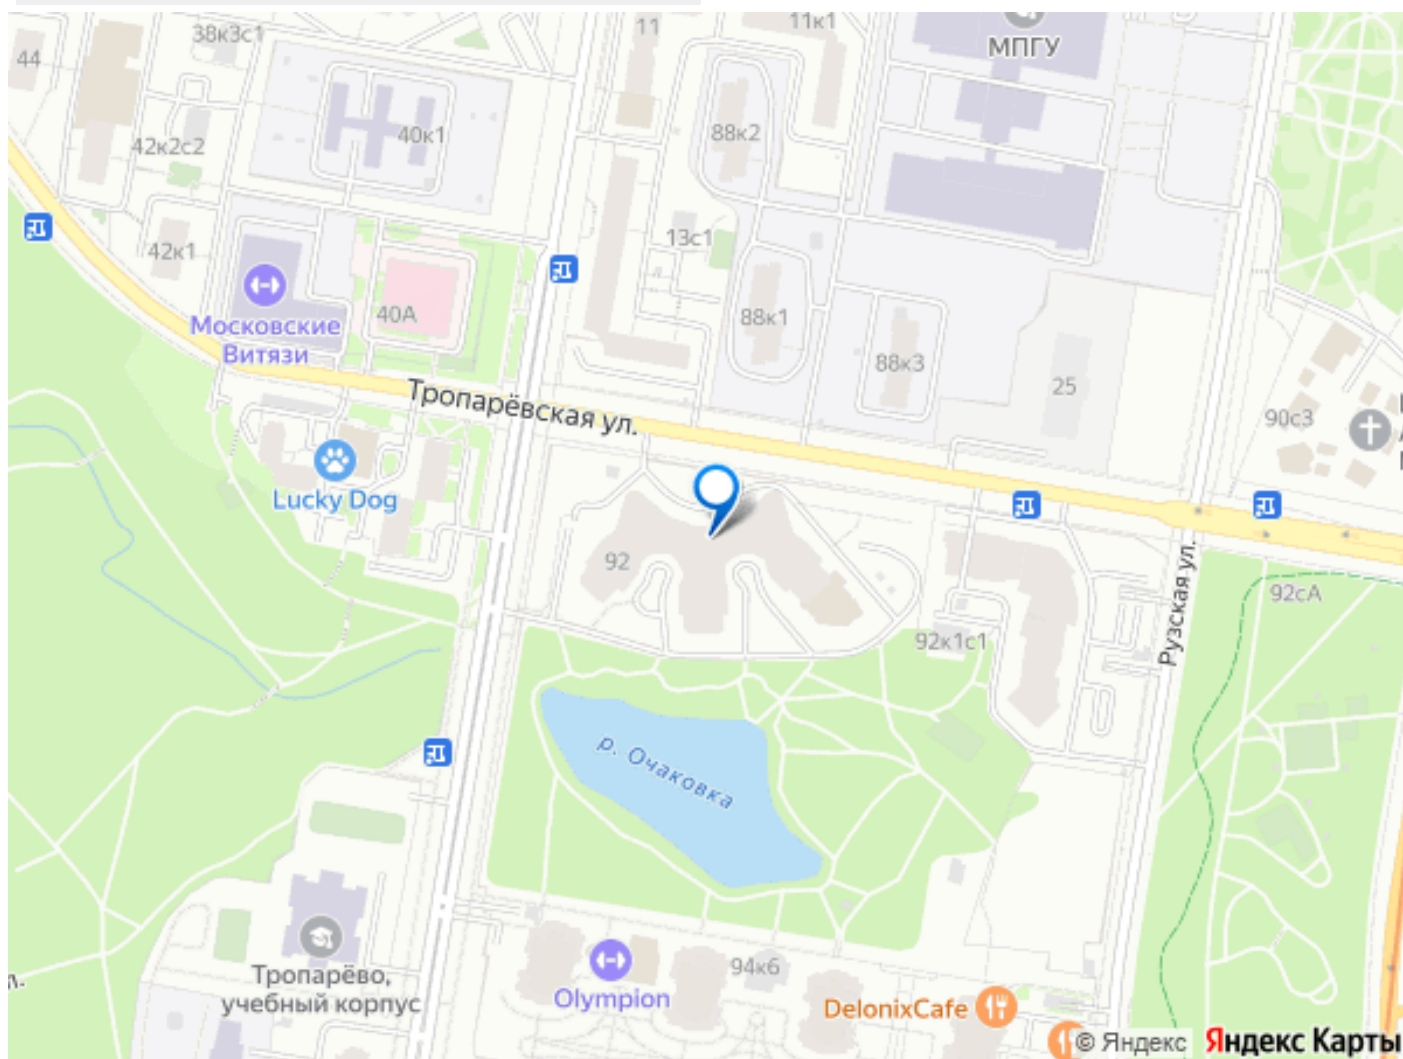 38к3с1
11
11к1
МПГУ
44
42к2с2
40к1
88к2
42к1
13с1
Московские
Витязи
40А
88к1
88к3
25
90с3
Тропарёвская ул.
Lucky Dog
92
92к1с1
Рузская ул.
92сА
р. Очаковка
Тропарёво,
учебный корпус
Olympion
94к6
DelonixCafe
© Яндекс
Яндекс Карты